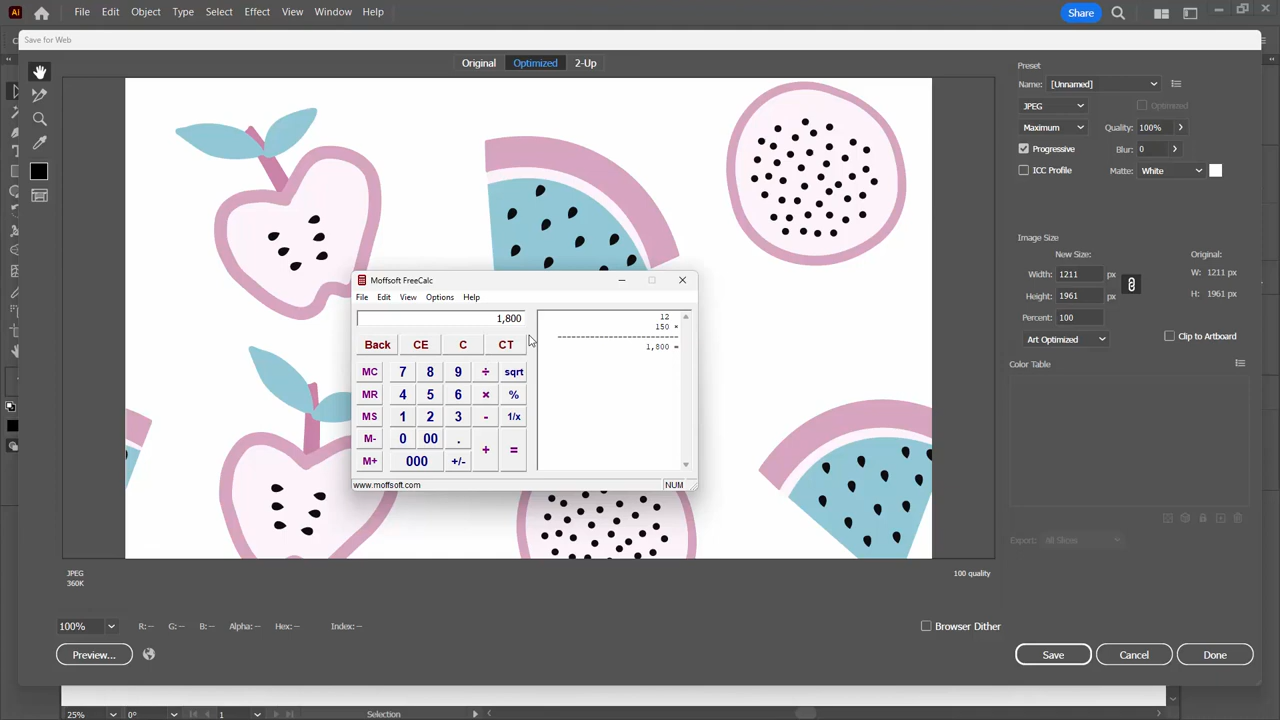 Ai File Edit Object Type Select Effect View Window Help Share
Save for Web
Original Optimized 2-Up
Preset
Name: [Unnamed]
JPEG Optimized
Maximum Quality: 100%
Progressive Blur: 0
ICC Profile Matte: White
Image Size
New Size: Original:
Width: 1211 px W: 1211 px
Height: 1961 px H: 1961 px
Percent: 100
Art Optimized Clip to Artboard
Color Table
Export: All Slices
Moffsoft FreeCalc
File Edit View Options Help
1,800
12
150 ×
1,800 =
Back CE C CT
MC 7 8 9 ÷ sqrt
MR 4 5 6 × %
MS 1 2 3 - 1/x
M- 0 00 . + =
M+ 000 +/-
www.moffsoft.com NUM
JPEG 100 quality
360K
100% R: -- G: -- B: -- Alpha: -- Hex: -- Index: --
Browser Dither
Preview... Save Cancel Done
25% 0° 1 Selection